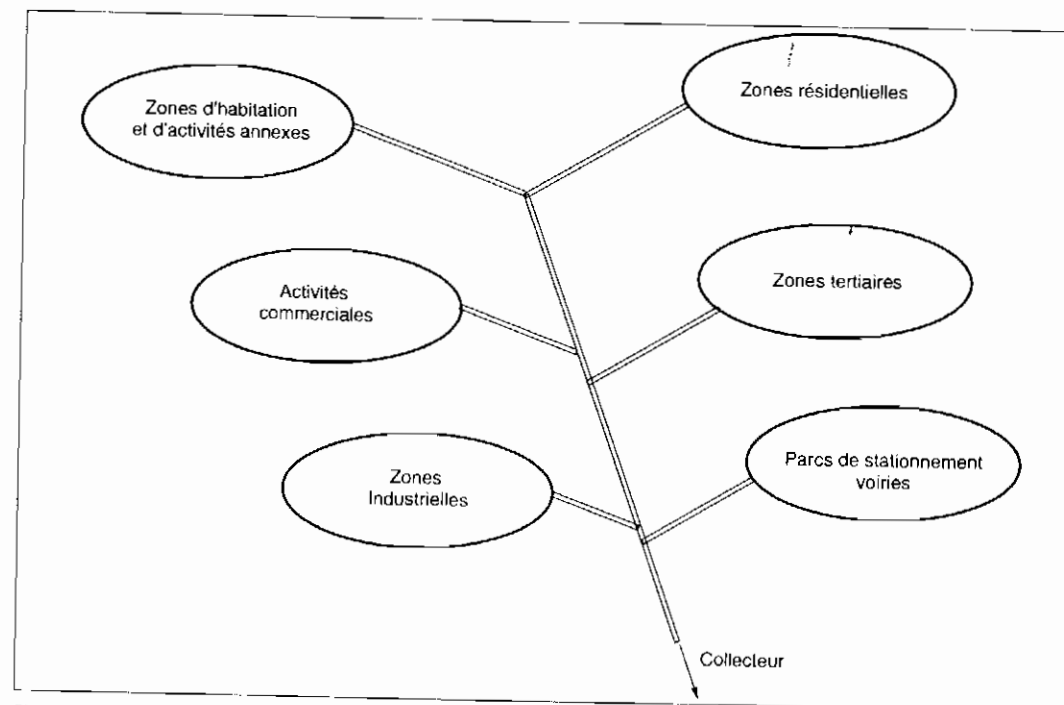 Zones d'habitation
et d'activités annexes
Zones résidentielles
Activités
commerciales
Zones tertiaires
Zones
Industrielles
Parcs de stationnement
voiries
Collecteur